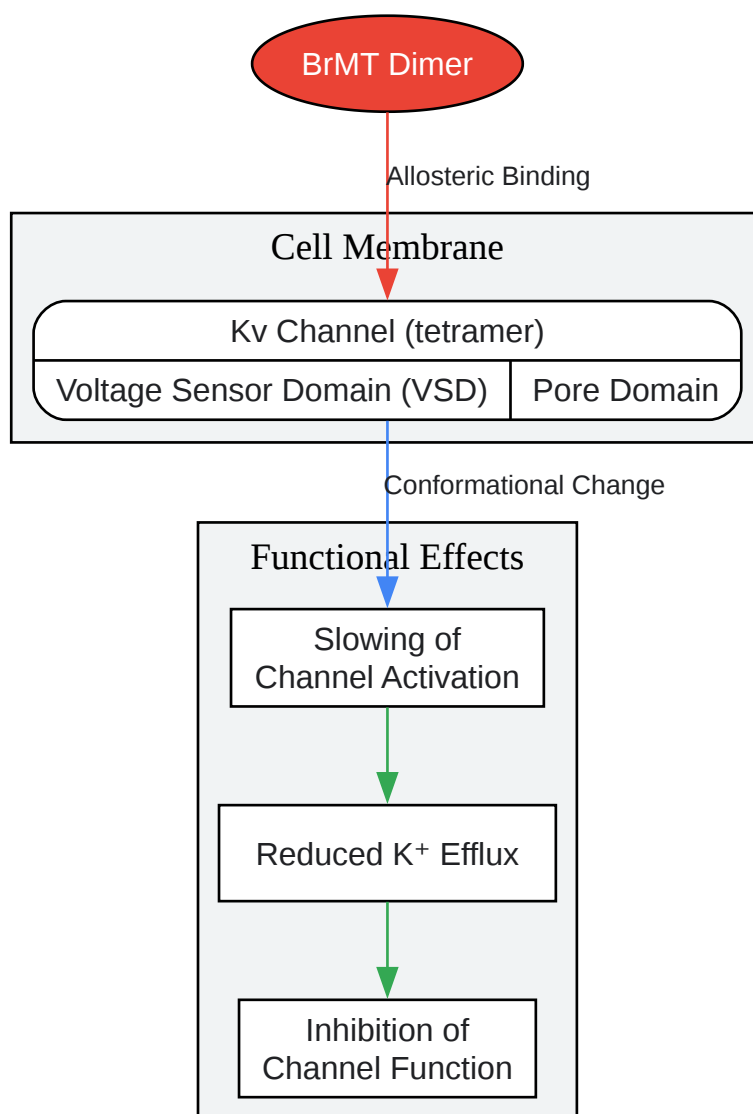 BrMT Dimer
Allosteric Binding
Cell Membrane
Kv Channel (tetramer)
Voltage Sensor Domain (VSD)
Pore Domain
Conformational Change
Functional Effects
Slowing of
Channel Activation
Reduced K⁺ Efflux
Inhibition of
Channel Function